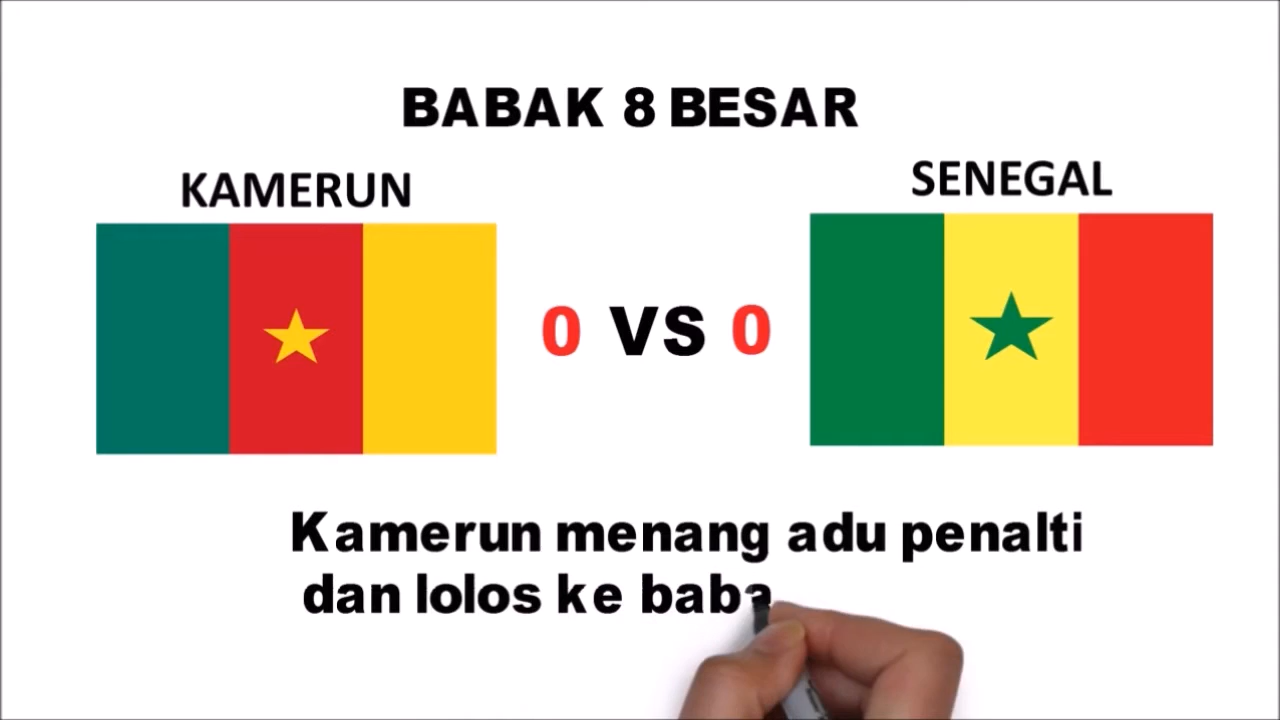 BABAK 8 BESAR
KAMERUN
SENEGAL
0 VS 0
Kamerun menang adu penalti
dan lolos ke baba